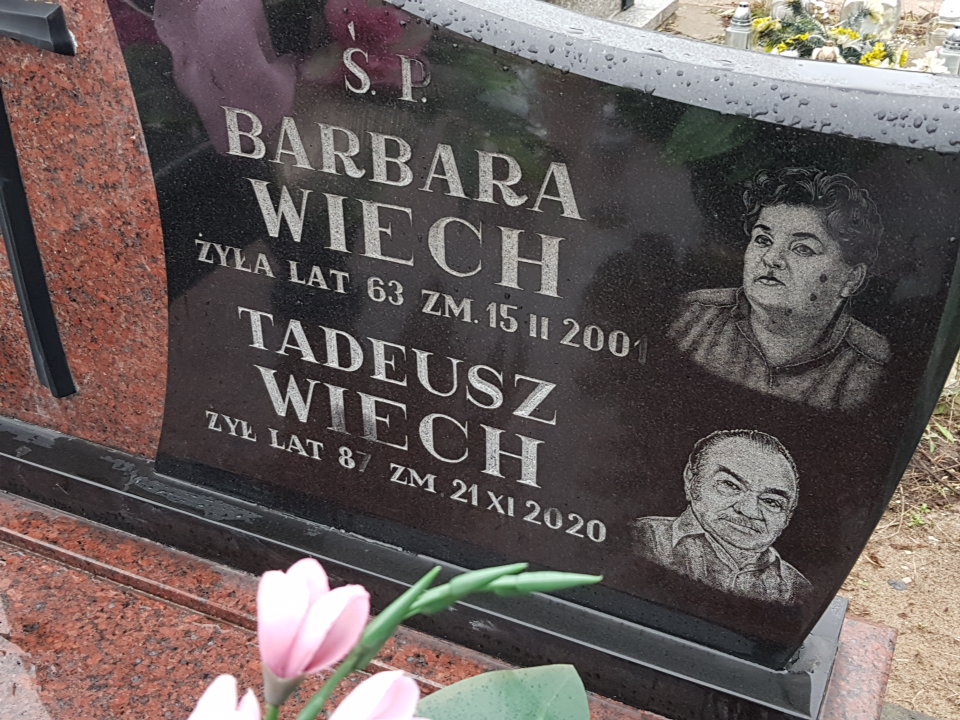 Ś. P.
BARBARA
WIECH
ŻYŁA LAT 63 ZM. 15 II 2001
TADEUSZ
WIECH
ŻYŁ LAT 87 ZM. 21 XI 2020